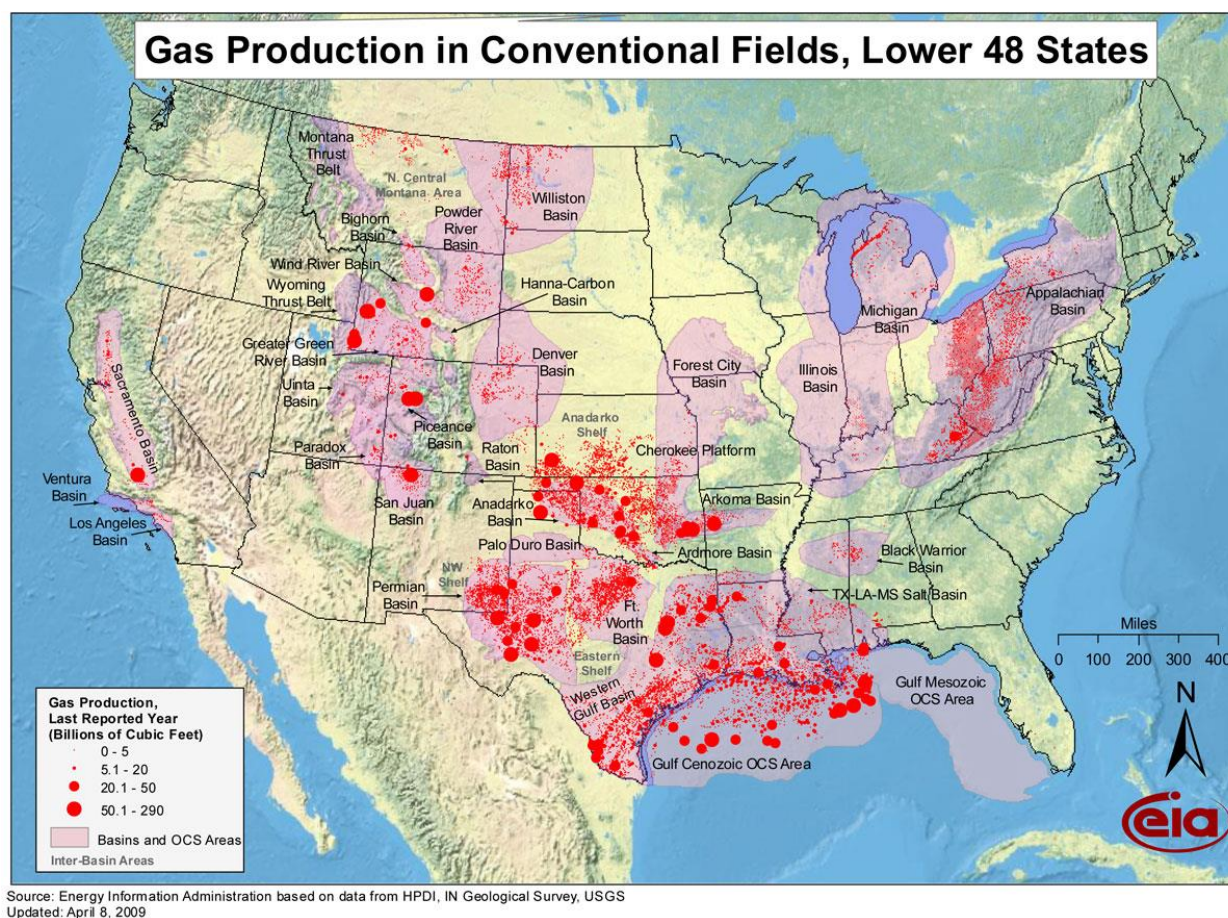 Gas Production in Conventional Fields, Lower 48 States
Montana
Thrust
Belt
N. Central
Montana Area
Williston
Basin
Powder
River
Basin
Bighorn
Basin
Wind River Basin
Wyoming
Thrust Belt
Hanna-Carbon
Basin
Greater Green
River Basin
Uinta
Basin
Denver
Basin
Forest City
Basin
Michigan
Basin
Appalachian
Basin
Illinois
Basin
Sacramento Basin
Anadarko
Shelf
Piceance
Basin
Paradox
Basin
Raton
Basin
Cherokee Platform
Ventura
Basin
San Juan
Basin
Anadarko
Basin
Arkoma Basin
Los Angeles
Basin
Palo Duro Basin
Ardmore Basin
Black Warrior
Basin
NW
Shelf
Permian
Basin
TX-LA-MS Salt Basin
Ft.
Worth
Basin
Eastern
Shelf
Western
Gulf Basin
Gulf Mesozoic
OCS Area
Gulf Cenozoic OCS Area
Miles
0 100 200 300 400
N
Gas Production,
Last Reported Year
(Billions of Cubic Feet)
0 - 5
5.1 - 20
20.1 - 50
50.1 - 290
Basins and OCS Areas
Inter-Basin Areas
eia
Source: Energy Information Administration based on data from HPDI, IN Geological Survey, USGS
Updated: April 8, 2009